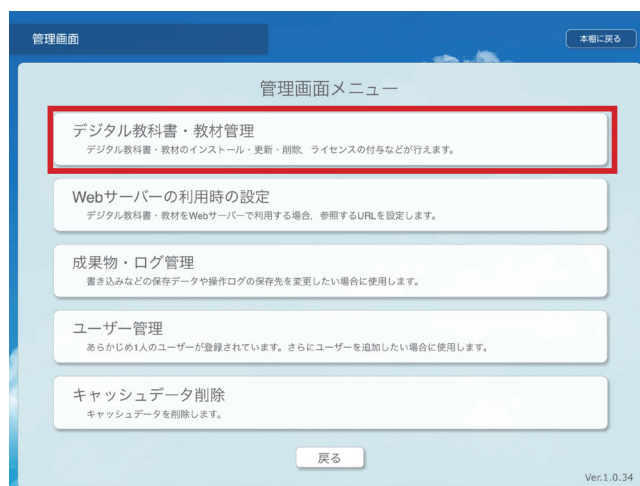 管理画面
本棚に戻る
管理画面メニュー
デジタル教科書・教材管理
デジタル教科書・教材のインストール・更新・削除、ライセンスの付与などが行えます。
Webサーバーの利用時の設定
デジタル教科書・教材をWebサーバーで利用する場合、参照するURLを設定します。
成果物・ログ管理
書き込みなどの保存データや操作ログの保存先を変更したい場合に使用します。
ユーザー管理
あらかじめ1人のユーザーが登録されています。さらにユーザーを追加したい場合に使用します。
キャッシュデータ削除
キャッシュデータを削除します。
戻る
Ver.1.0.34